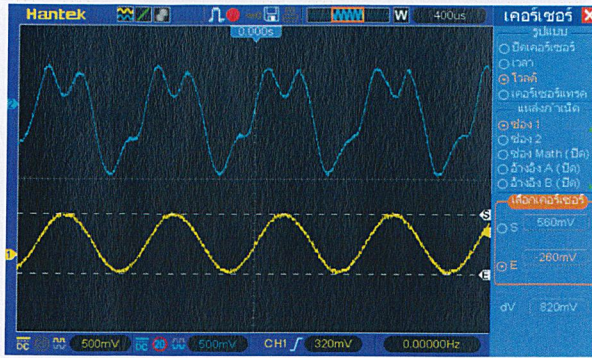 Hantek
W 400us
0.000s
เคอร์เซอร์
รูปแบบ
ปิดเคอร์เซอร์
เวลา
โวลต์
เคอร์เซอร์แทรค
แหล่งกำเนิด
ช่อง 1
ช่อง 2
ช่อง Math (ปิด)
อ้างอิง A (ปิด)
อ้างอิง B (ปิด)
เลือกเคอร์เซอร์
S 560mV
E -260mV
dV 820mV
2
S
1
E
DC 500mV DC 20 500mV CH1 320mV 0.00000Hz